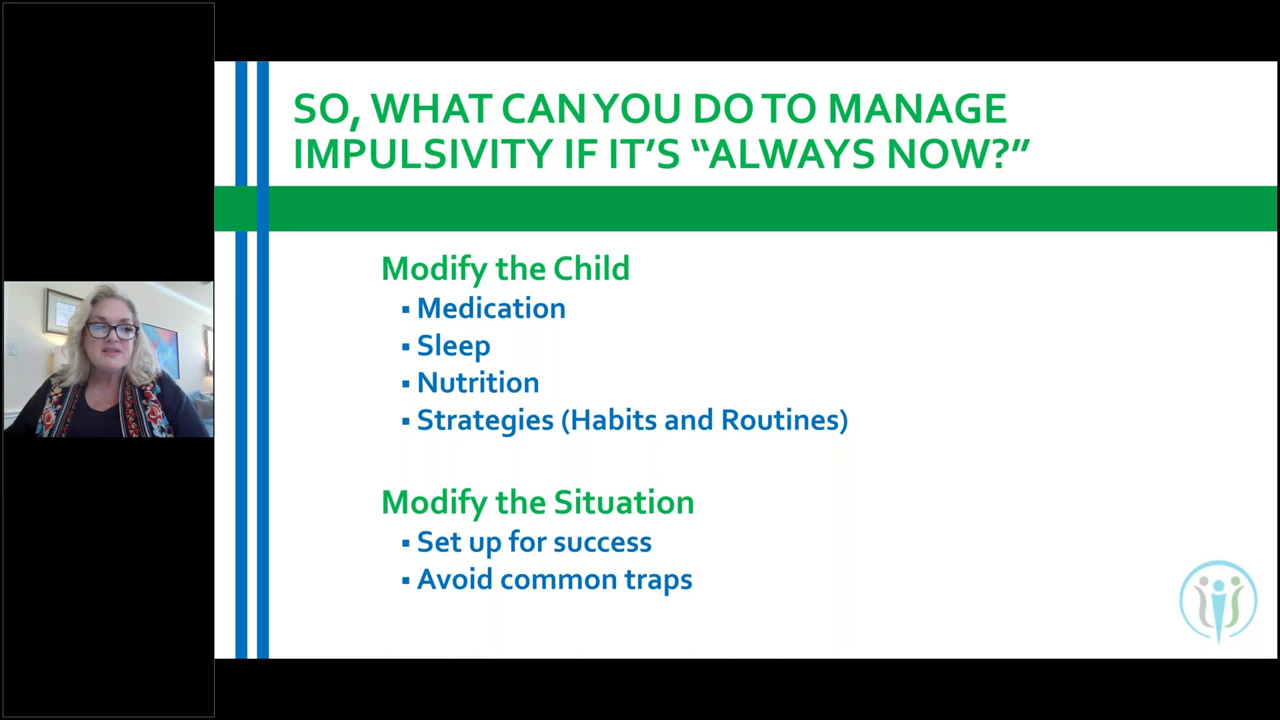 SO, WHAT CAN YOU DO TO MANAGE
IMPULSIVITY IF IT’S “ALWAYS NOW?”
Modify the Child
▪ Medication
▪ Sleep
▪ Nutrition
▪ Strategies (Habits and Routines)
Modify the Situation
▪ Set up for success
▪ Avoid common traps